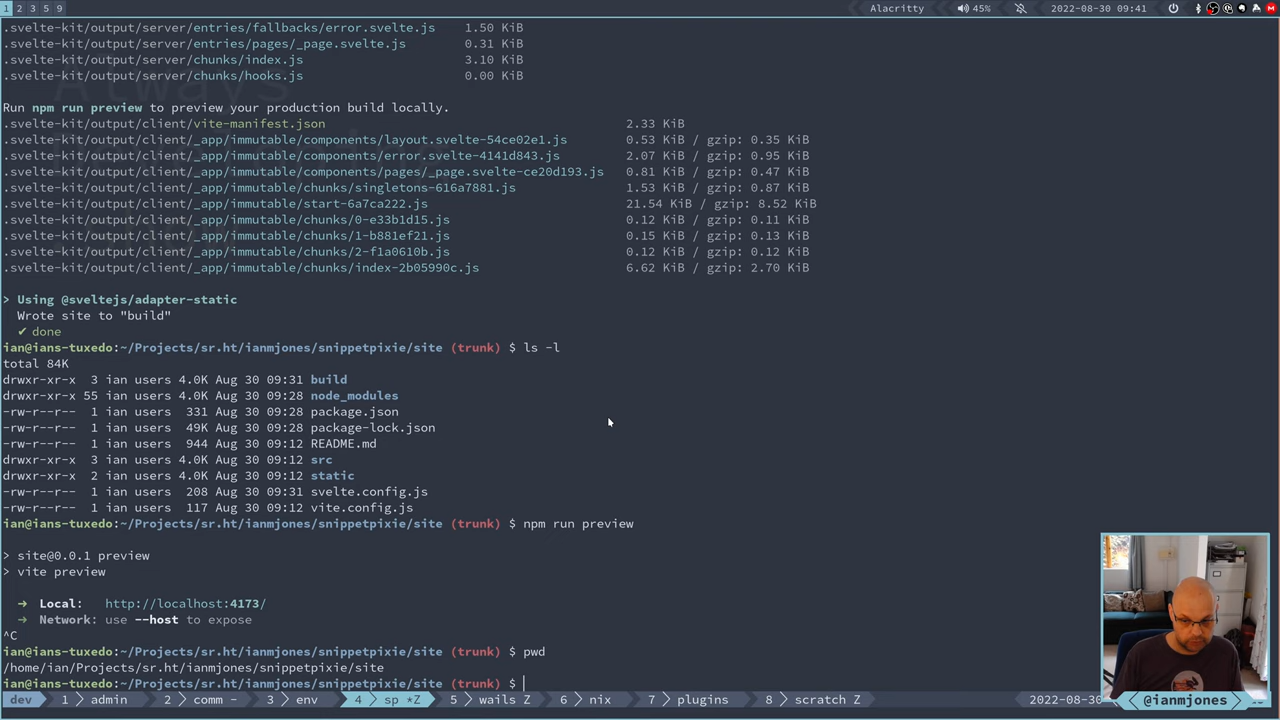 1 2 3 5 9 Alacritty 45% 2022-08-30 09:41
.svelte-kit/output/server/entries/fallbacks/error.svelte.js 1.50 KiB
.svelte-kit/output/server/entries/pages/_page.svelte.js 0.31 KiB
.svelte-kit/output/server/chunks/index.js 3.10 KiB
.svelte-kit/output/server/chunks/hooks.js 0.00 KiB
Always
Run npm run preview to preview your production build locally.
.svelte-kit/output/client/vite-manifest.json 2.33 KiB
.svelte-kit/output/client/_app/immutable/components/layout.svelte-54ce02e1.js 0.53 KiB / gzip: 0.35 KiB
.svelte-kit/output/client/_app/immutable/components/error.svelte-4141d843.js 2.07 KiB / gzip: 0.95 KiB
.svelte-kit/output/client/_app/immutable/components/pages/_page.svelte-ce20d193.js 0.81 KiB / gzip: 0.47 KiB
.svelte-kit/output/client/_app/immutable/chunks/singletons-616a7881.js 1.53 KiB / gzip: 0.87 KiB
.svelte-kit/output/client/_app/immutable/start-6a7ca222.js 21.54 KiB / gzip: 8.52 KiB
.svelte-kit/output/client/_app/immutable/chunks/0-e33b1d15.js 0.12 KiB / gzip: 0.11 KiB
.svelte-kit/output/client/_app/immutable/chunks/1-b881ef21.js 0.15 KiB / gzip: 0.13 KiB
.svelte-kit/output/client/_app/immutable/chunks/2-f1a0610b.js 0.12 KiB / gzip: 0.12 KiB
.svelte-kit/output/client/_app/immutable/chunks/index-2b05990c.js 6.62 KiB / gzip: 2.70 KiB
> Using @sveltejs/adapter-static
Wrote site to "build"
✔ done
ian@ians-tuxedo:~/Projects/sr.ht/ianmjones/snippetpixie/site (trunk) $ ls -l
total 84K
drwxr-xr-x 3 ian users 4.0K Aug 30 09:31 build
drwxr-xr-x 55 ian users 4.0K Aug 30 09:28 node_modules
-rw-r--r-- 1 ian users 331 Aug 30 09:28 package.json
-rw-r--r-- 1 ian users 49K Aug 30 09:28 package-lock.json
-rw-r--r-- 1 ian users 944 Aug 30 09:12 README.md
drwxr-xr-x 3 ian users 4.0K Aug 30 09:12 src
drwxr-xr-x 2 ian users 4.0K Aug 30 09:12 static
-rw-r--r-- 1 ian users 208 Aug 30 09:31 svelte.config.js
-rw-r--r-- 1 ian users 117 Aug 30 09:12 vite.config.js
ian@ians-tuxedo:~/Projects/sr.ht/ianmjones/snippetpixie/site (trunk) $ npm run preview
> site@0.0.1 preview
> vite preview
➜ Local: http://localhost:4173/
➜ Network: use --host to expose
^C
ian@ians-tuxedo:~/Projects/sr.ht/ianmjones/snippetpixie/site (trunk) $ pwd
/home/ian/Projects/sr.ht/ianmjones/snippetpixie/site
ian@ians-tuxedo:~/Projects/sr.ht/ianmjones/snippetpixie/site (trunk) $
dev 1 admin 2 comm - 3 env 4 sp *Z 5 wails Z 6 nix 7 plugins 8 scratch Z 2022-08-30 @ianmjones